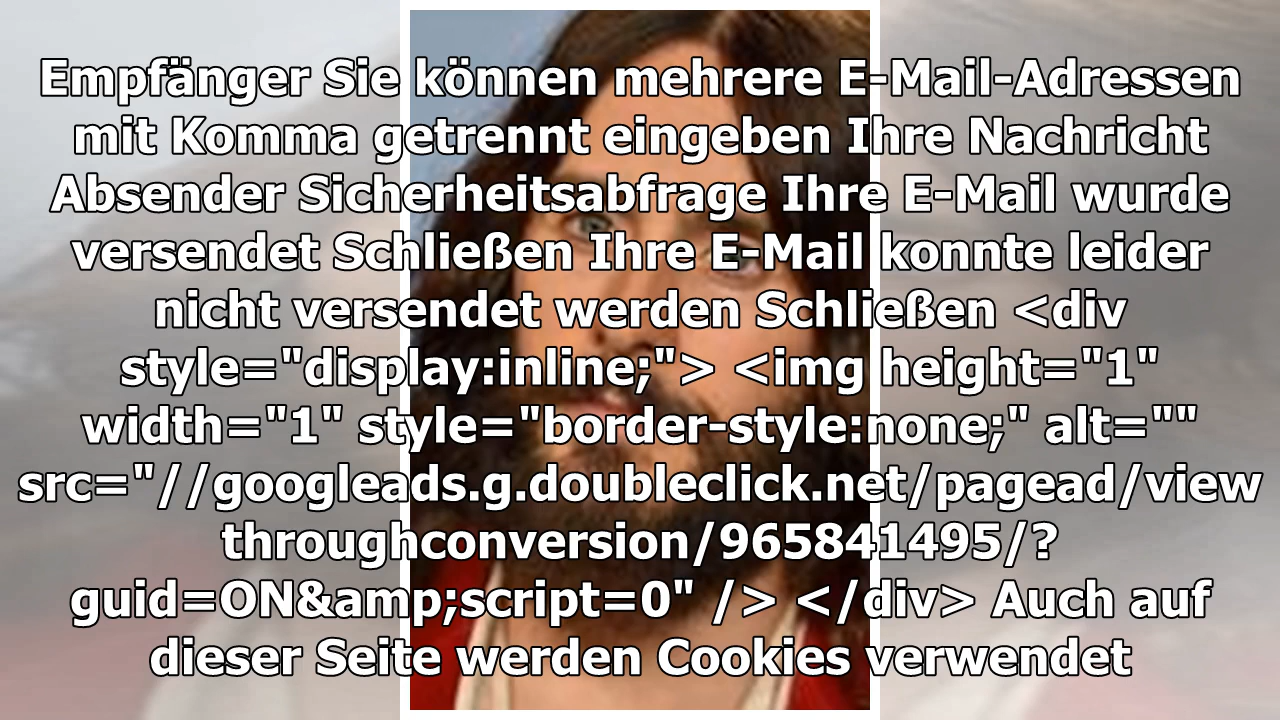 Empfänger Sie können mehrere E-Mail-Adressen
mit Komma getrennt eingeben Ihre Nachricht
Absender Sicherheitsabfrage Ihre E-Mail wurde
versendet Schließen Ihre E-Mail konnte leider
nicht versendet werden Schließen <div
style="display:inline;"> <img height="1"
width="1" style="border-style:none;" alt=""
src="//googleads.g.doubleclick.net/pagead/view
throughconversion/965841495/?
guid=ON&amp;script=0" /> </div> Auch auf
dieser Seite werden Cookies verwendet